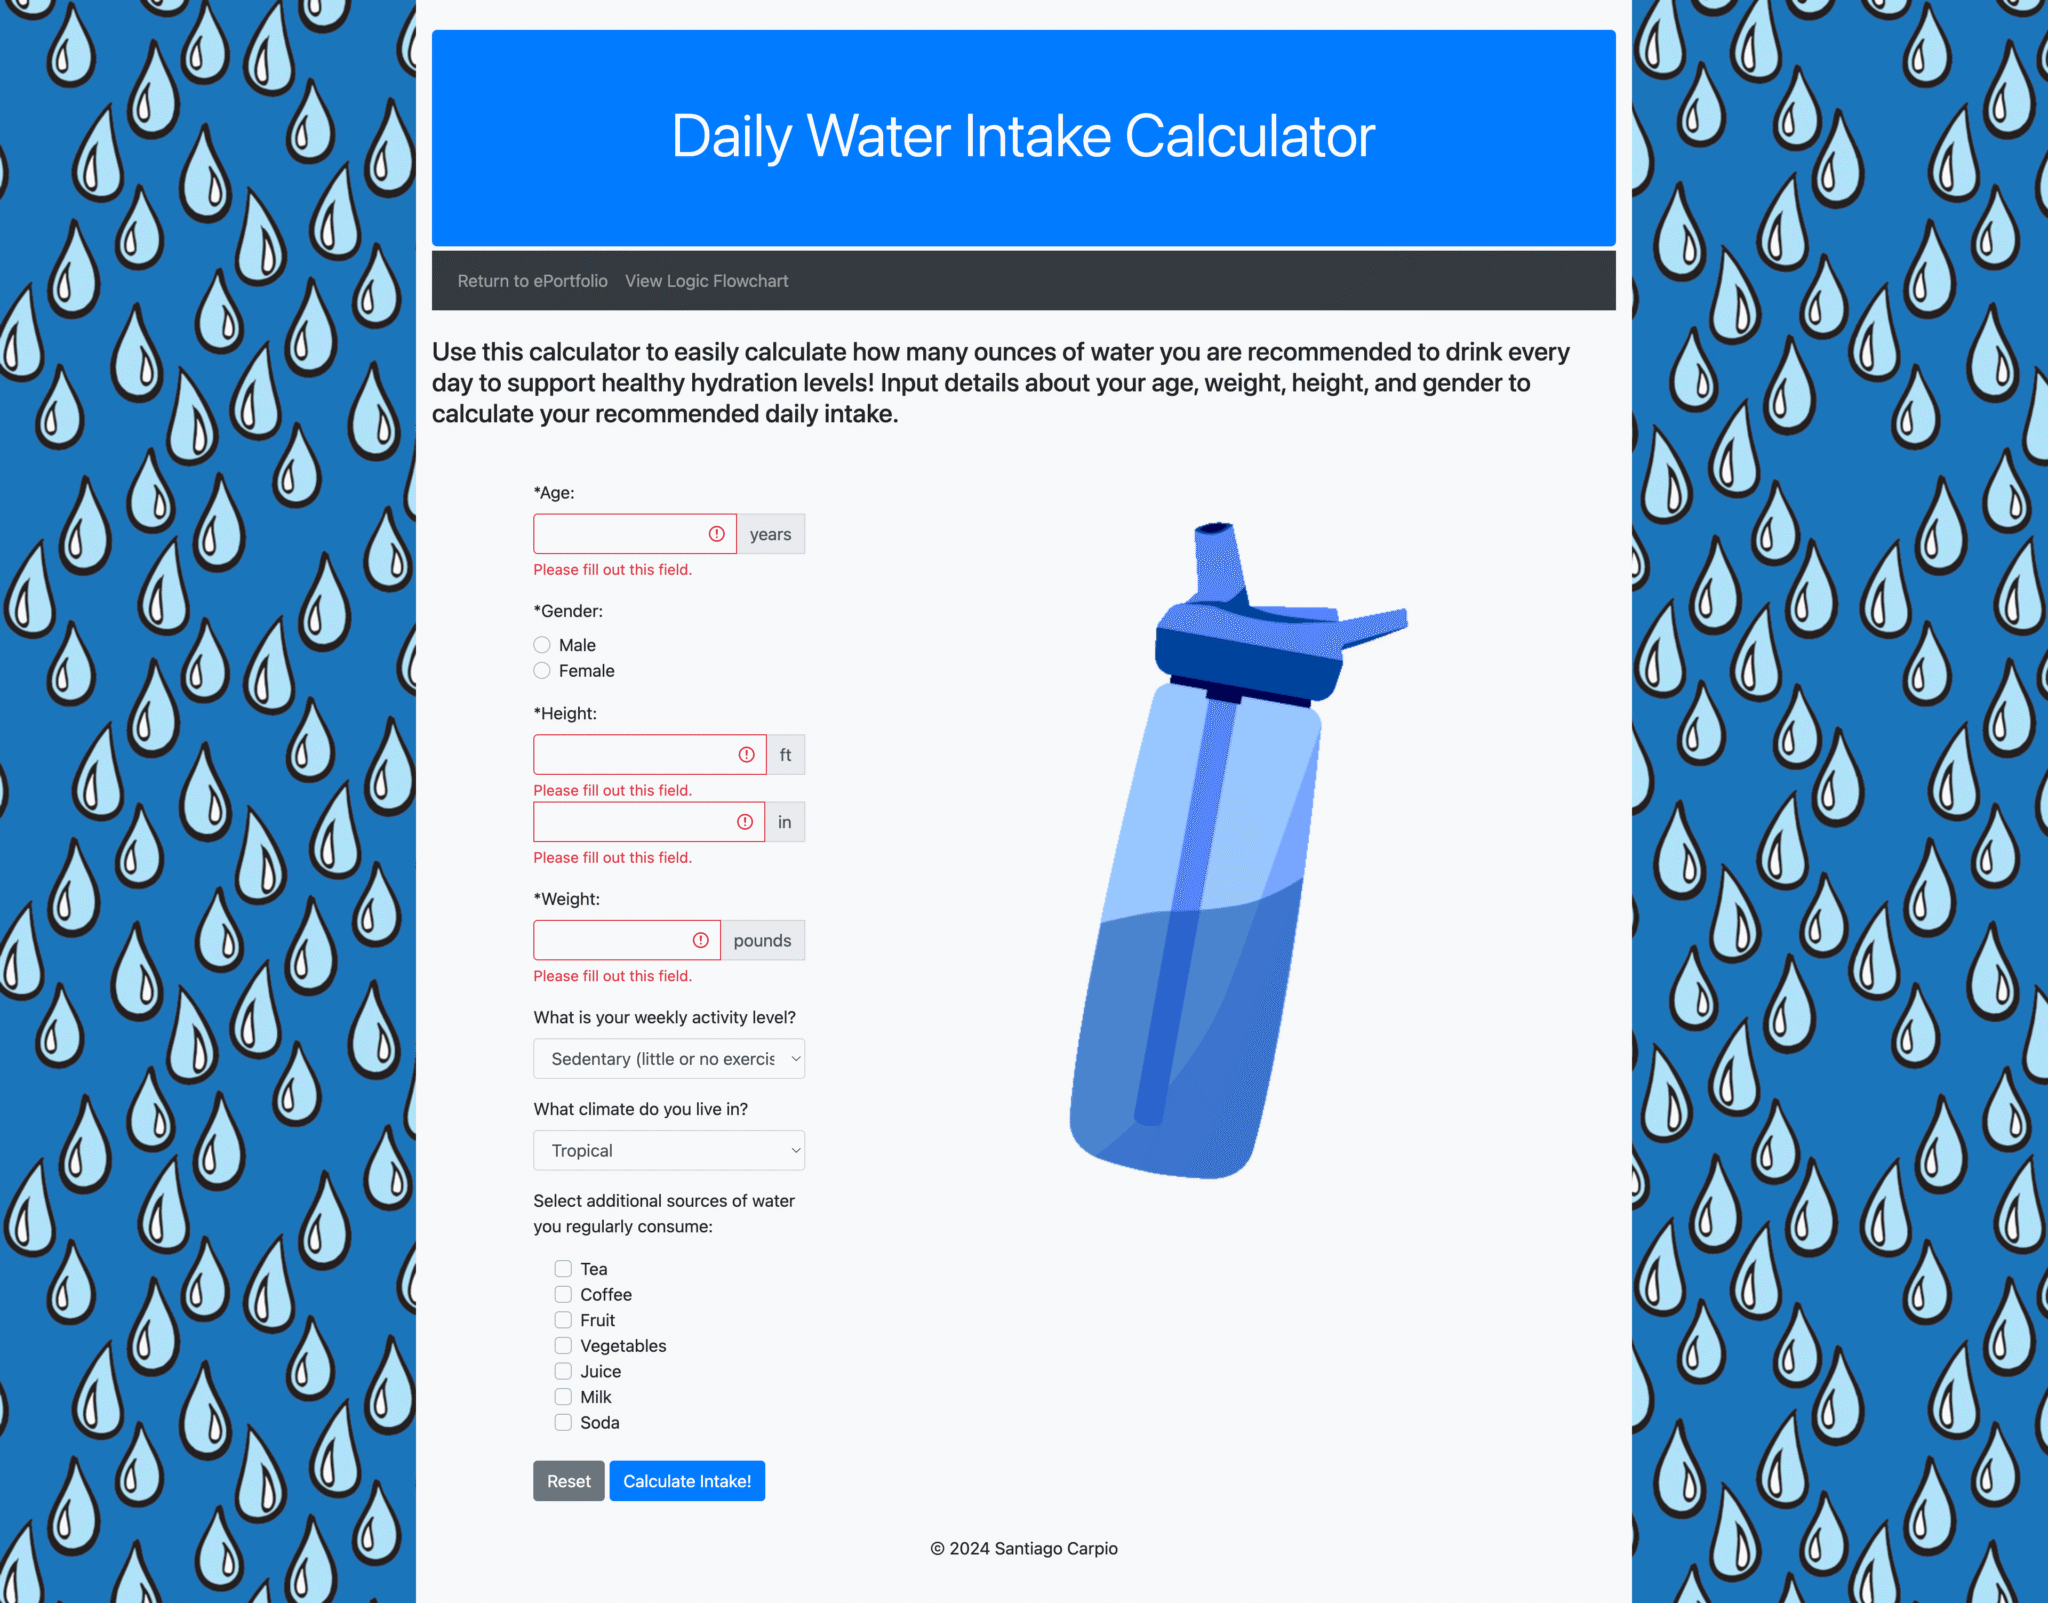 Daily Water Intake Calculator
Return to ePortfolio View Logic Flowchart
Use this calculator to easily calculate how many ounces of water you are recommended to drink every
day to support healthy hydration levels! Input details about your age, weight, height, and gender to
calculate your recommended daily intake.
*Age:
years
Please fill out this field.
*Gender:
Male
Female
*Height:
ft
Please fill out this field.
in
Please fill out this field.
*Weight:
pounds
Please fill out this field.
What is your weekly activity level?
Sedentary (little or no exercis
What climate do you live in?
Tropical
Select additional sources of water
you regularly consume:
Tea
Coffee
Fruit
Vegetables
Juice
Milk
Soda
Reset Calculate Intake!
© 2024 Santiago Carpio